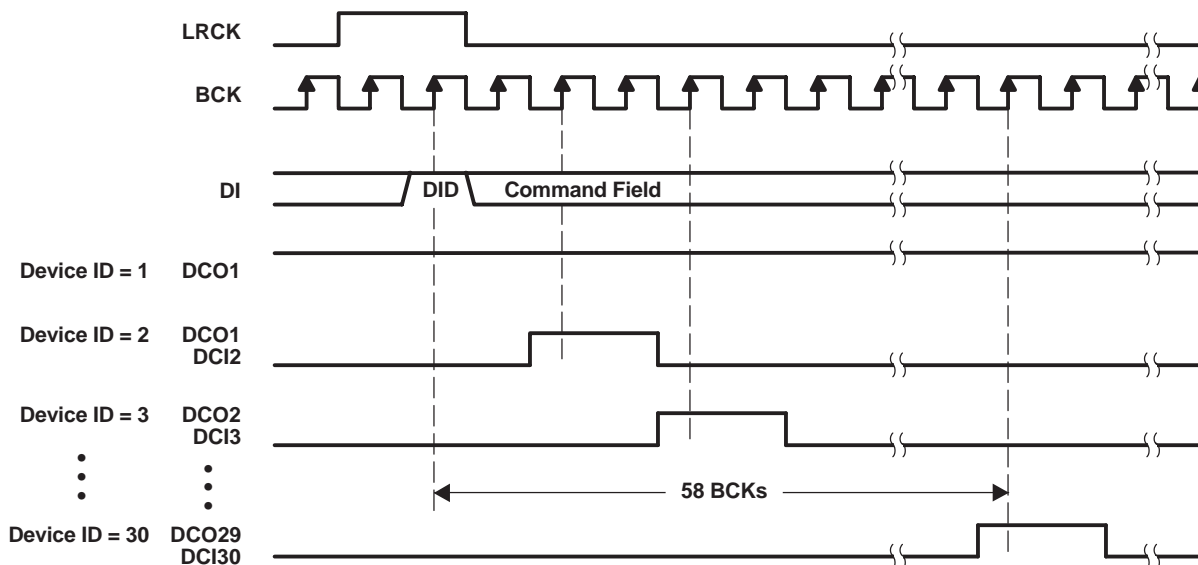 LRCK
BCK
DI DID Command Field
Device ID = 1 DCO1
Device ID = 2 DCO1
DCI2
Device ID = 3 DCO2
DCI3
58 BCKs
Device ID = 30 DCO29
DCI30